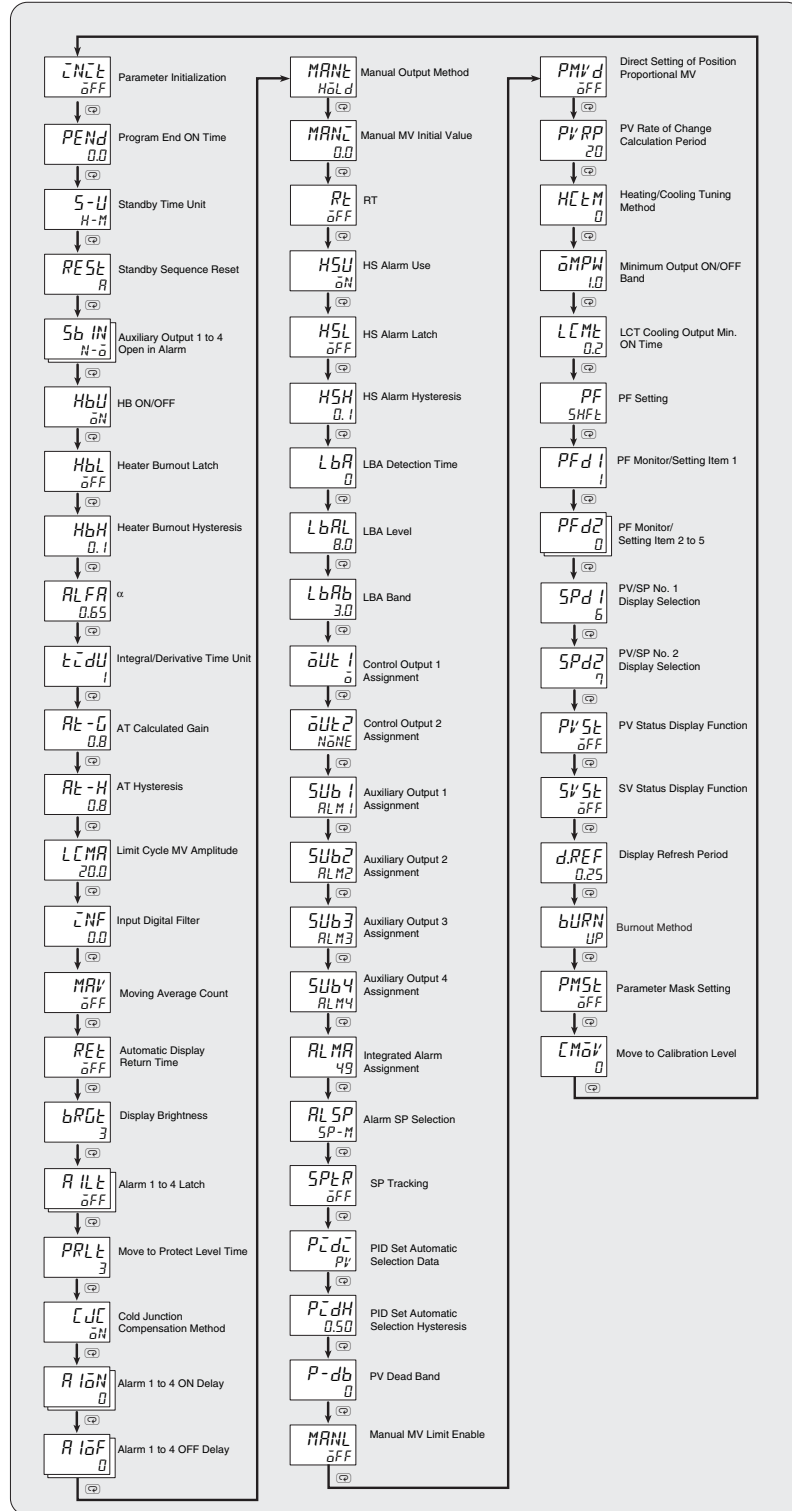 INIT
OFF
Parameter Initialization
PEND
0.0
Program End ON Time
S-U
H-M
Standby Time Unit
REST
A
Standby Sequence Reset
Sb1N
N-O
Auxiliary Output 1 to 4
Open in Alarm
HbU
ON
HB ON/OFF
HbL
OFF
Heater Burnout Latch
HbH
0.1
Heater Burnout Hysteresis
ALFA
0.65
α
TIDU
1
Integral/Derivative Time Unit
AT-G
0.8
AT Calculated Gain
AT-H
0.8
AT Hysteresis
LCMA
20.0
Limit Cycle MV Amplitude
INF
0.0
Input Digital Filter
MAV
OFF
Moving Average Count
RET
OFF
Automatic Display
Return Time
bRGT
3
Display Brightness
A1LT
OFF
Alarm 1 to 4 Latch
PRLT
3
Move to Protect Level Time
CJC
ON
Cold Junction
Compensation Method
A1ON
0
Alarm 1 to 4 ON Delay
A1OF
0
Alarm 1 to 4 OFF Delay
MANT
HOLD
Manual Output Method
MANI
0.0
Manual MV Initial Value
RT
OFF
RT
HSU
ON
HS Alarm Use
HSL
OFF
HS Alarm Latch
HSH
0.1
HS Alarm Hysteresis
LbA
0
LBA Detection Time
LbAL
8.0
LBA Level
LbAb
3.0
LBA Band
OUT1
O
Control Output 1
Assignment
OUT2
NONE
Control Output 2
Assignment
SUb1
ALM1
Auxiliary Output 1
Assignment
SUb2
ALM2
Auxiliary Output 2
Assignment
SUb3
ALM3
Auxiliary Output 3
Assignment
SUb4
ALM4
Auxiliary Output 4
Assignment
ALMA
49
Integrated Alarm
Assignment
ALSP
SP-M
Alarm SP Selection
SPTR
OFF
SP Tracking
PIDI
PV
PID Set Automatic
Selection Data
PIDH
0.50
PID Set Automatic
Selection Hysteresis
P-db
0
PV Dead Band
MANL
OFF
Manual MV Limit Enable
PMVd
OFF
Direct Setting of Position
Proportional MV
PVRP
20
PV Rate of Change
Calculation Period
HCTM
0
Heating/Cooling Tuning
Method
OMPW
1.0
Minimum Output ON/OFF
Band
LCMT
0.2
LCT Cooling Output Min.
ON Time
PF
SHFT
PF Setting
PFd1
1
PF Monitor/Setting Item 1
PFd2
0
PF Monitor/
Setting Item 2 to 5
SPd1
6
PV/SP No. 1
Display Selection
SPd2
7
PV/SP No. 2
Display Selection
PVST
OFF
PV Status Display Function
SVST
OFF
SV Status Display Function
d.REF
0.25
Display Refresh Period
bURN
UP
Burnout Method
PMST
OFF
Parameter Mask Setting
CMOV
0
Move to Calibration Level